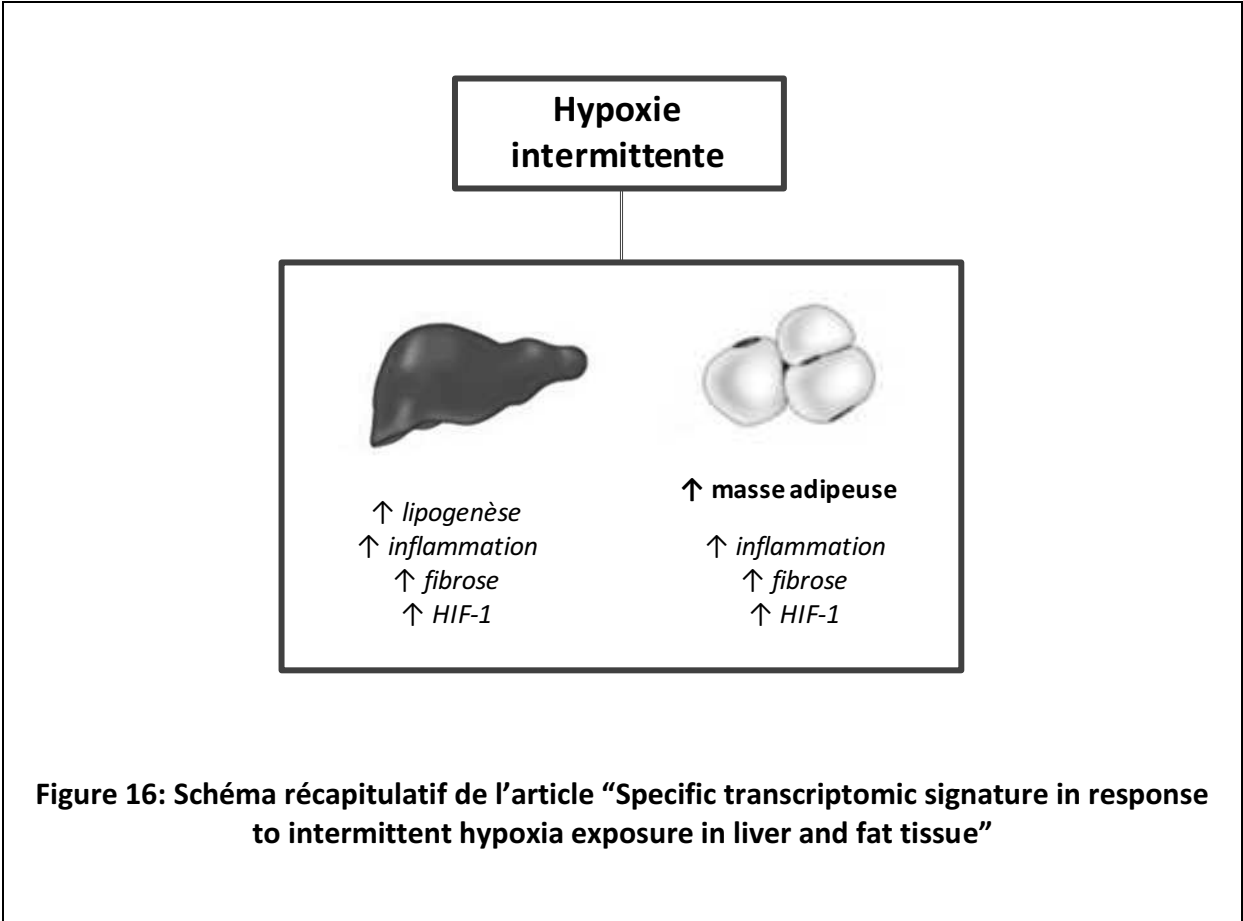 Hypoxie
intermittente
↑ lipogenèse
↑ inflammation
↑ fibrose
↑ HIF-1
↑ masse adipeuse
↑ inflammation
↑ fibrose
↑ HIF-1
Figure 16: Schéma récapitulatif de l’article “Specific transcriptomic signature in response
to intermittent hypoxia exposure in liver and fat tissue”